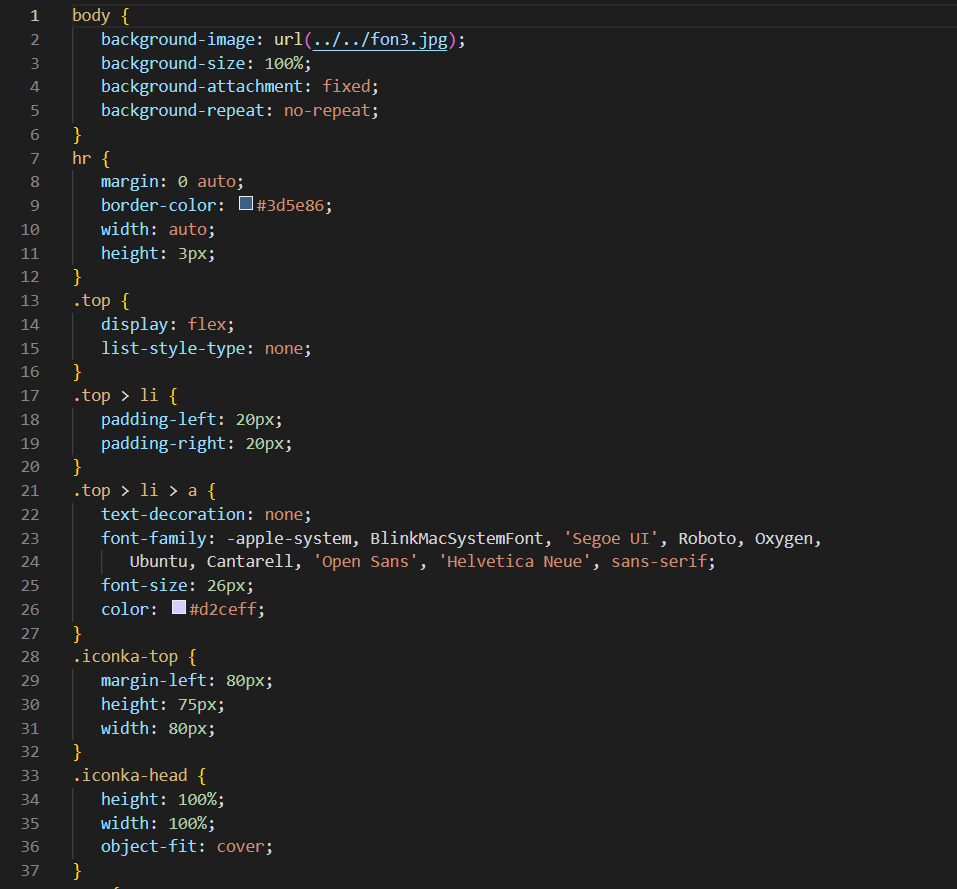 1 body {
2 background-image: url(../../fon3.jpg);
3 background-size: 100%;
4 background-attachment: fixed;
5 background-repeat: no-repeat;
6 }
7 hr {
8 margin: 0 auto;
9 border-color: #3d5e86;
10 width: auto;
11 height: 3px;
12 }
13 .top {
14 display: flex;
15 list-style-type: none;
16 }
17 .top > li {
18 padding-left: 20px;
19 padding-right: 20px;
20 }
21 .top > li > a {
22 text-decoration: none;
23 font-family: -apple-system, BlinkMacSystemFont, 'Segoe UI', Roboto, Oxygen,
24 Ubuntu, Cantarell, 'Open Sans', 'Helvetica Neue', sans-serif;
25 font-size: 26px;
26 color: #d2ceff;
27 }
28 .iconka-top {
29 margin-left: 80px;
30 height: 75px;
31 width: 80px;
32 }
33 .iconka-head {
34 height: 100%;
35 width: 100%;
36 object-fit: cover;
37 }